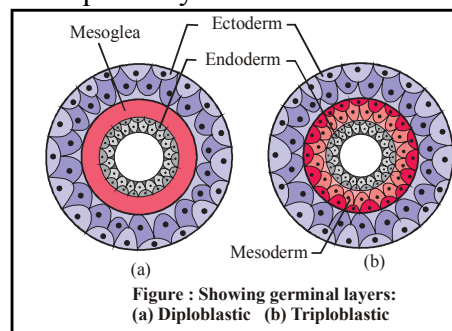 Ectoderm
Mesoglea
Endoderm
Mesoderm
(a)
(b)
Figure : Showing germinal layers:
(a) Diploblastic (b) Triploblastic